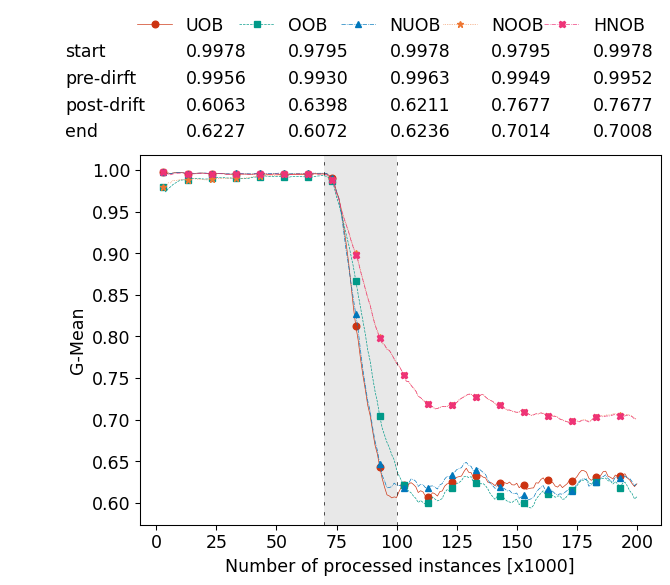 UOB OOB NUOB NOOB HNOB
start 0.9978 0.9795 0.9978 0.9795 0.9978
pre-dirft 0.9956 0.9930 0.9963 0.9949 0.9952
post-drift 0.6063 0.6398 0.6211 0.7677 0.7677
end 0.6227 0.6072 0.6236 0.7014 0.7008
1.00
0.95
0.90
0.85
0.80
0.75
0.70
0.65
0.60
G-Mean
0 25 50 75 100 125 150 175 200
Number of processed instances [x1000]